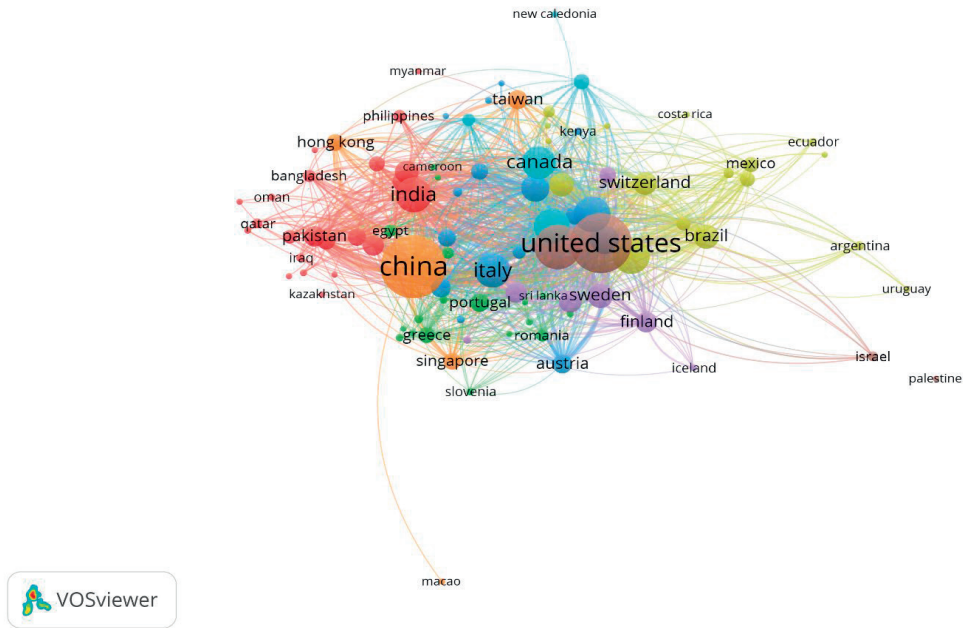 new caledonia
myanmar
taiwan
philippines
costa rica
kenya
hong kong
ecuador
canada
cameroon
mexico
bangladesh
switzerland
india
oman
qatar
egypt
pakistan
united states
brazil
argentina
iraq
china
italy
kazakhstan
sri lanka
sweden
uruguay
portugal
finland
greece
romania
singapore
austria
israel
iceland
palestine
slovenia
macao
VOSviewer